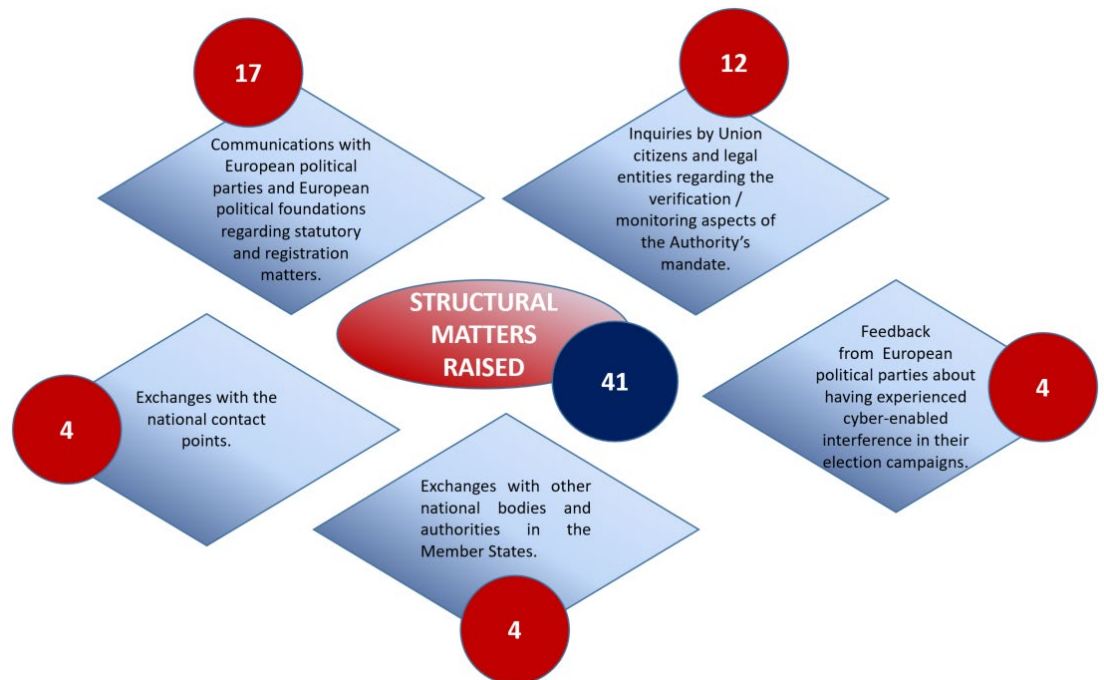 17
Communications with
European political
parties and European
political foundations
regarding statutory
and registration
matters.
12
Inquiries by Union
citizens and legal
entities regarding the
verification /
monitoring aspects of
the Authority's
mandate.
STRUCTURAL
MATTERS
RAISED
41
Feedback
from European
political parties about
having experienced
cyber-enabled
interference in their
election campaigns.
4
4
Exchanges with the
national contact
points.
Exchanges with other
national bodies and
authorities in the
Member States.
4